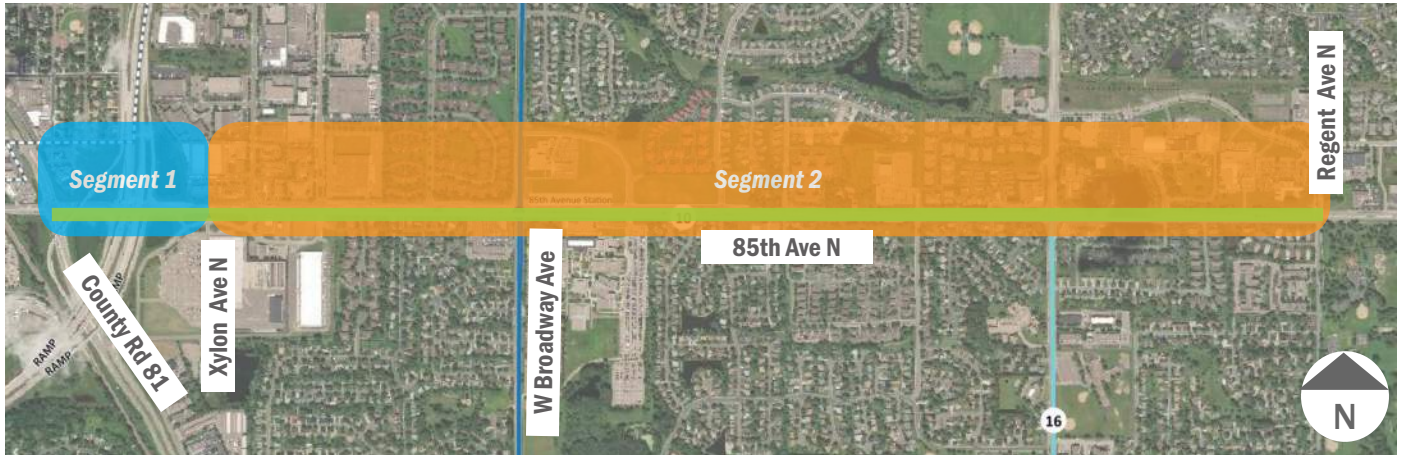 Regent Ave N
Segment 1
Segment 2
85th Avenue Station
10
85th Ave N
County Rd 81
RAMP
RAMP
Xylon Ave N
W Broadway Ave
16
N